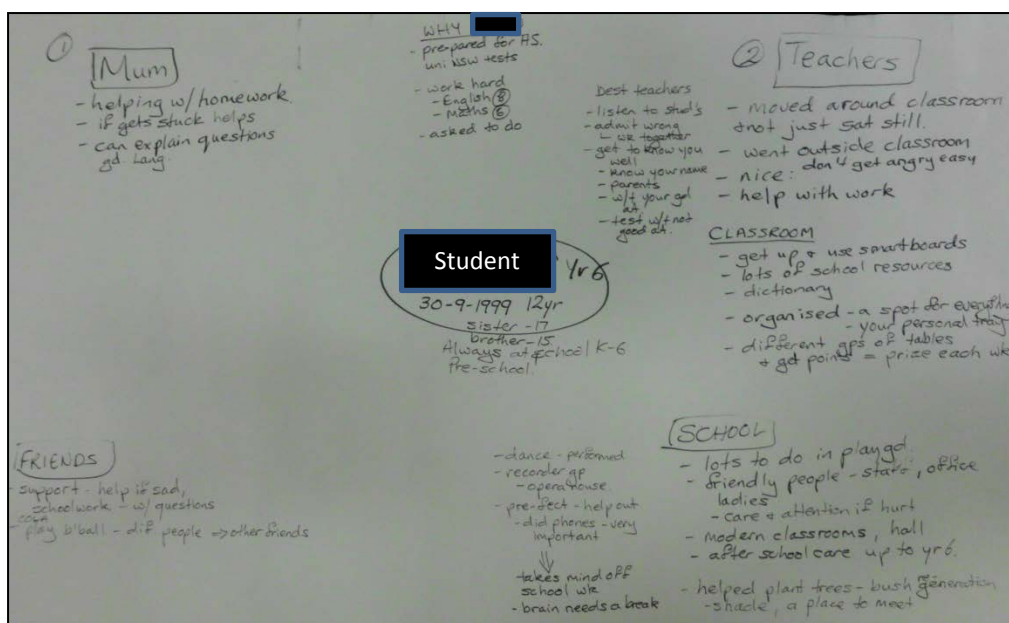 ①
Mum
- helping w/homework.
- if gets stuck helps
- can explain questions
gd. Lang.
WHY
- prepared for HS.
uni NSW tests
- work hard
- English ⑧
- Maths ⑥
- asked to do
Best teachers
- listen to stud's
- admit wrong
↳ wk together
- get to know you
well
- know your name
- parents
- w/t your gd
at
- test w/t not
good at.
② Teachers
- moved around classroom
+ not just sat still.
- went outside classroom
- nice: don't get angry easy
- help with work
CLASSROOM
- get up + use smartboards
- lots of school resources
- dictionary
- organised - a spot for everything
- your personal tray
- different gps of tables
+ get points = prize each wk
Student
Yr 6
30-9-1999 12yr
sister - 17
brother - 15.
Always at school K-6
Pre-school.
FRIENDS
- support - help if sad,
schoolwork - w/ questions
COLA
- play b'ball - dif people ⇒ other friends
- dance - performed
- recorder gp
- operahouse.
- prefect - help out
- did phones - very
important
⇓
takes mind off
school wk
- brain needs a break
SCHOOL
- lots to do in playgd.
- friendly people - staff, office
ladies
- care + attention if hurt
- modern classrooms, hall
- after school care up to yr 6.
- helped plant trees - bush generation
- shade, a place to meet